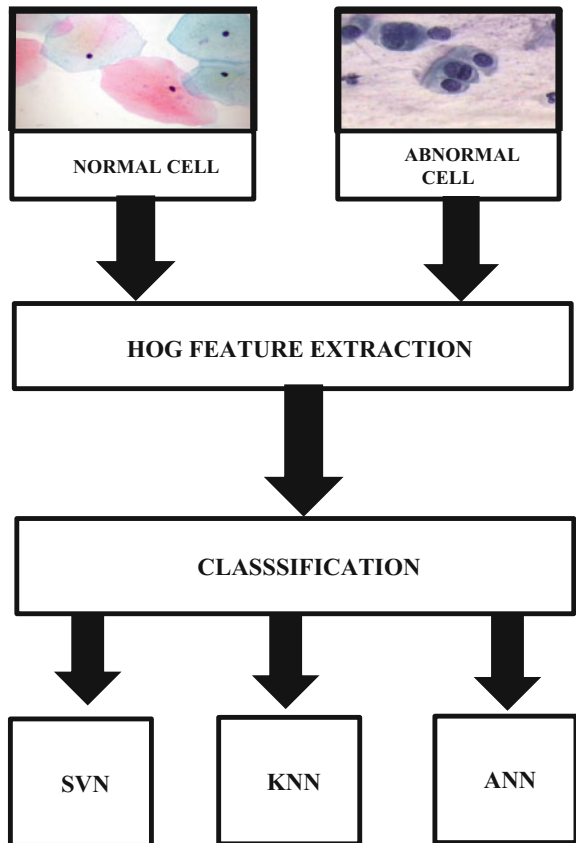 NORMAL CELL
ABNORMAL
CELL
HOG FEATURE EXTRACTION
CLASSSIFICATION
SVN
KNN
ANN